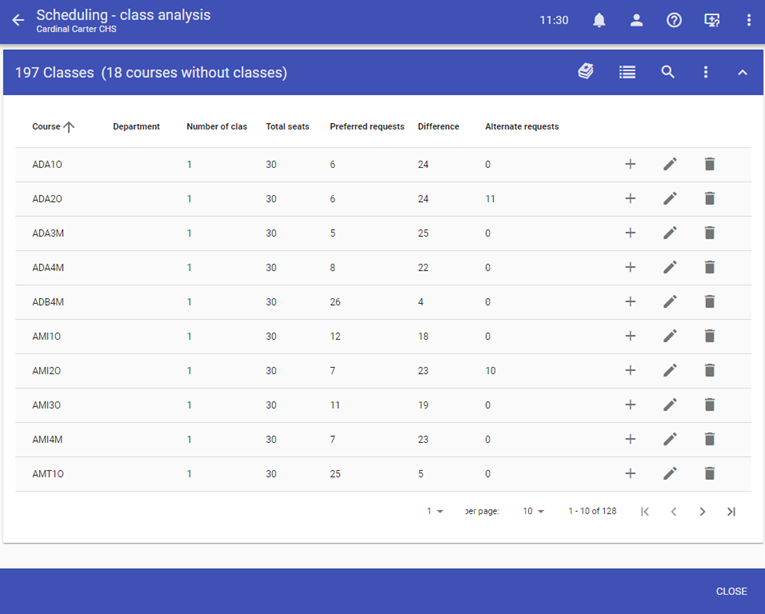 Scheduling - class analysis
Cardinal Carter CHS
11:30
197 Classes (18 courses without classes)
Course Department Number of clas Total seats Preferred requests Difference Alternate requests
ADA1O 1 30 6 24 0
ADA2O 1 30 6 24 11
ADA3M 1 30 5 25 0
ADA4M 1 30 8 22 0
ADB4M 1 30 26 4 0
AMI1O 1 30 12 18 0
AMI2O 1 30 7 23 10
AMI3O 1 30 11 19 0
AMI4M 1 30 7 23 0
AMT1O 1 30 25 5 0
1 per page: 10 1 - 10 of 128
CLOSE